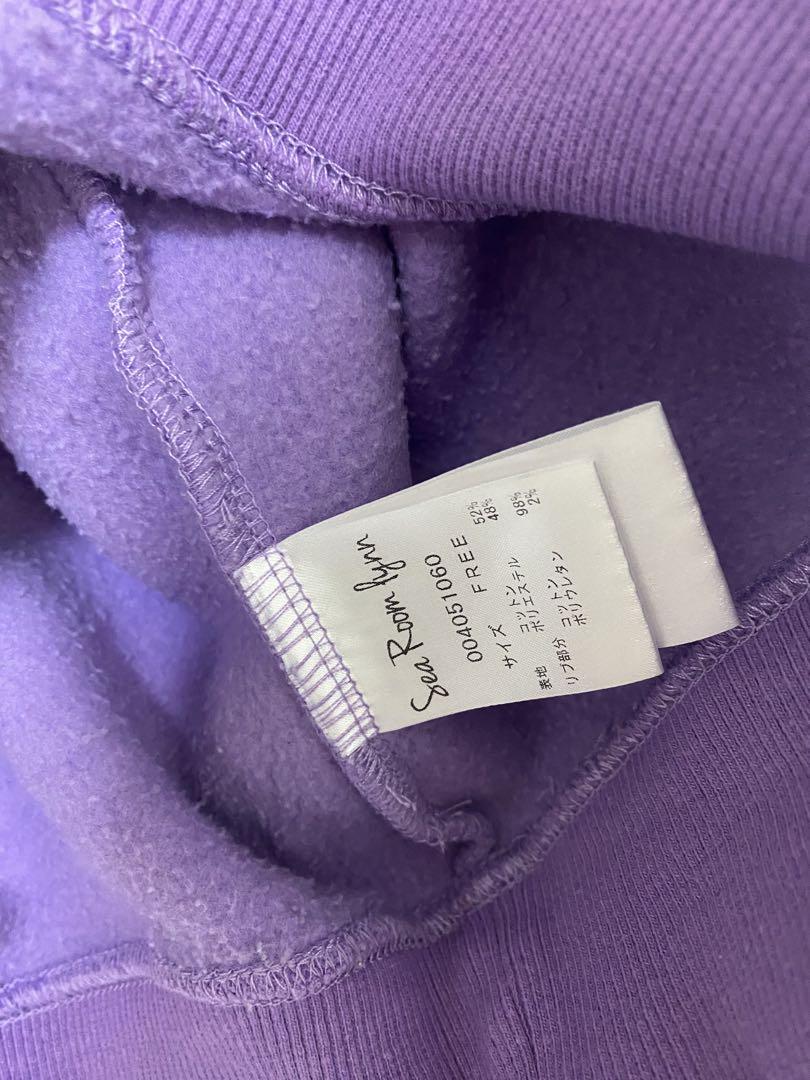 Sea Room lynn
004051060
サイズ FREE
表地 コットン 52%
ポリエステル 48%
リブ部分 コットン 98%
ポリウレタン 2%